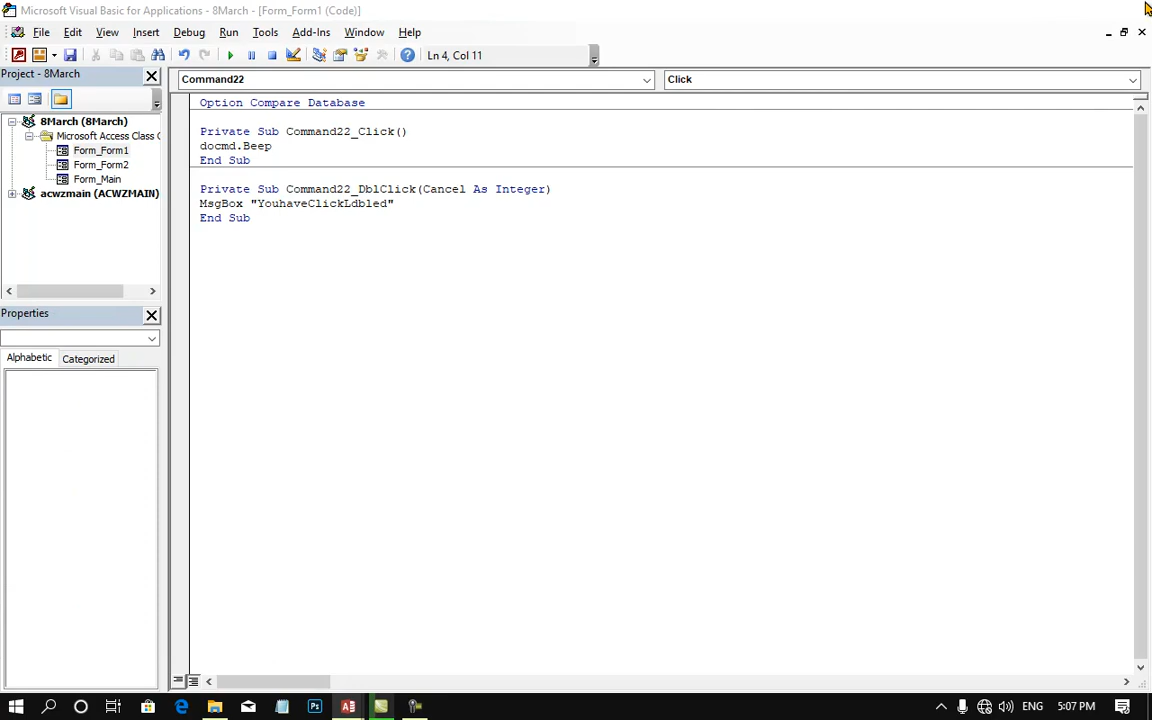 Microsoft Visual Basic for Applications - 8March - [Form_Form1 (Code)]
File Edit View Insert Format Debug Run Tools Add-Ins Window Help
Ln 4, Col 11
Project - 8March
8March (8March)
Microsoft Access Class C
Form_Form1
Form_Form2
Form_Main
acwzmain (ACWZMAIN)
Properties
Alphabetic Categorized
Command22 Click
Option Compare Database
Private Sub Command22_Click()
docmd.Beep
End Sub
Private Sub Command22_DblClick(Cancel As Integer)
MsgBox "YouhaveClickLdbled"
End Sub
ENG 5:07 PM